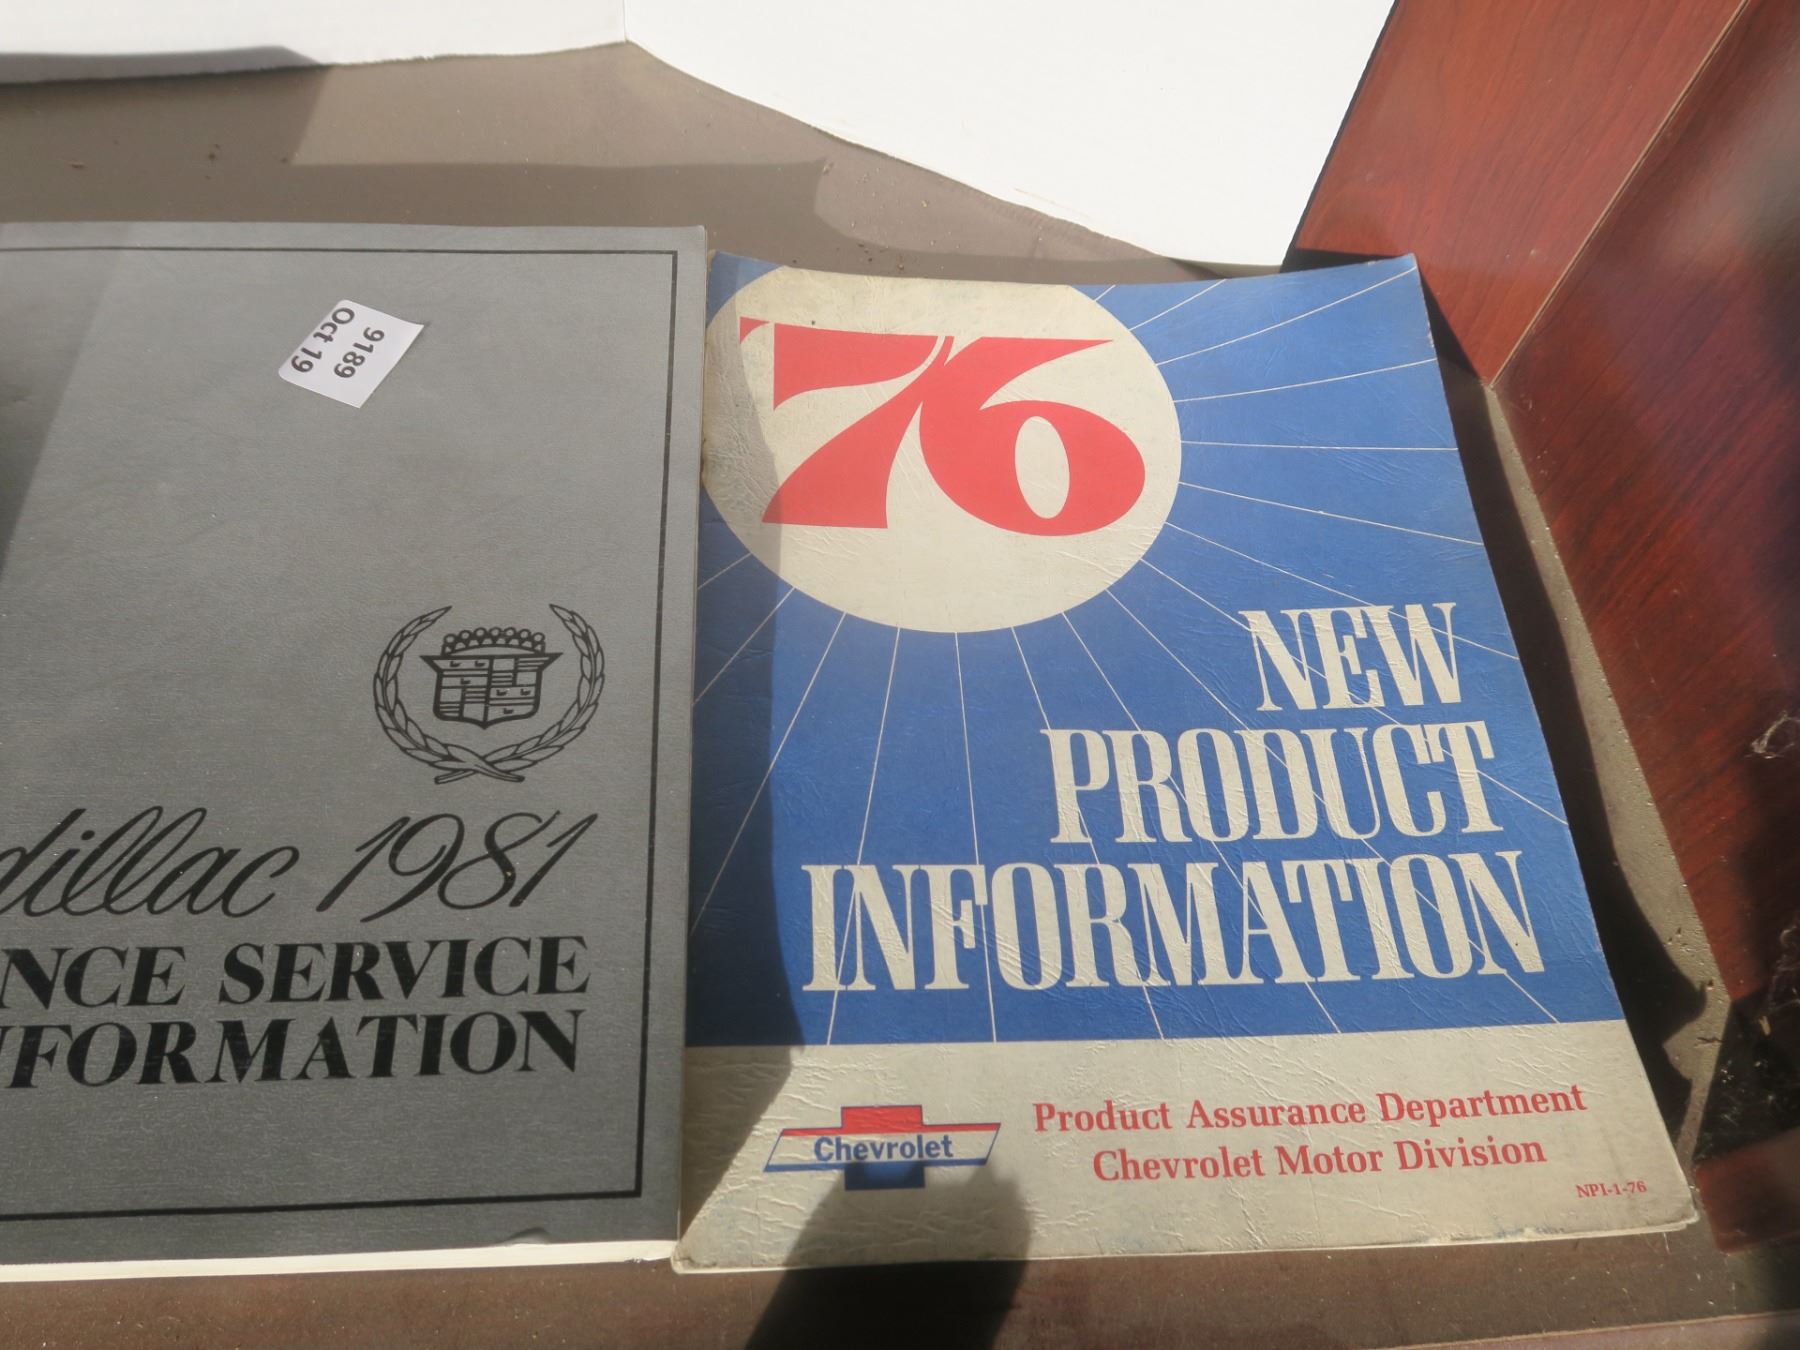 9189
Oct 19
dillac 1981
NCE SERVICE
NFORMATION
'76
NEW
PRODUCT
INFORMATION
Chevrolet
Product Assurance Department
Chevrolet Motor Division
NPI-1-76